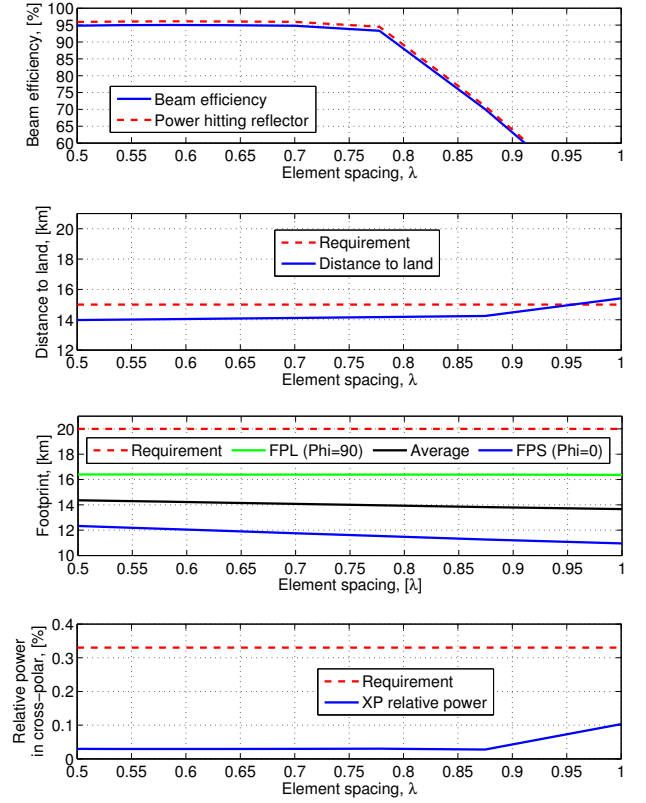 100
95
90
85
80
75
70
65
60
Beam efficiency, [%]
Beam efficiency
Power hitting reflector
0.5 0.55 0.6 0.65 0.7 0.75 0.8 0.85 0.9 0.95 1
Element spacing, λ
20
18
16
14
12
Distance to land, [km]
Requirement
Distance to land
0.5 0.55 0.6 0.65 0.7 0.75 0.8 0.85 0.9 0.95 1
Element spacing, λ
20
18
16
14
12
10
Footprint, [km]
Requirement FPL (Phi=90) Average FPS (Phi=0)
0.5 0.55 0.6 0.65 0.7 0.75 0.8 0.85 0.9 0.95 1
Element spacing, [λ]
0.4
0.3
0.2
0.1
0
Relative power
in cross−polar, [%]
Requirement
XP relative power
0.5 0.55 0.6 0.65 0.7 0.75 0.8 0.85 0.9 0.95 1
Element spacing, λ